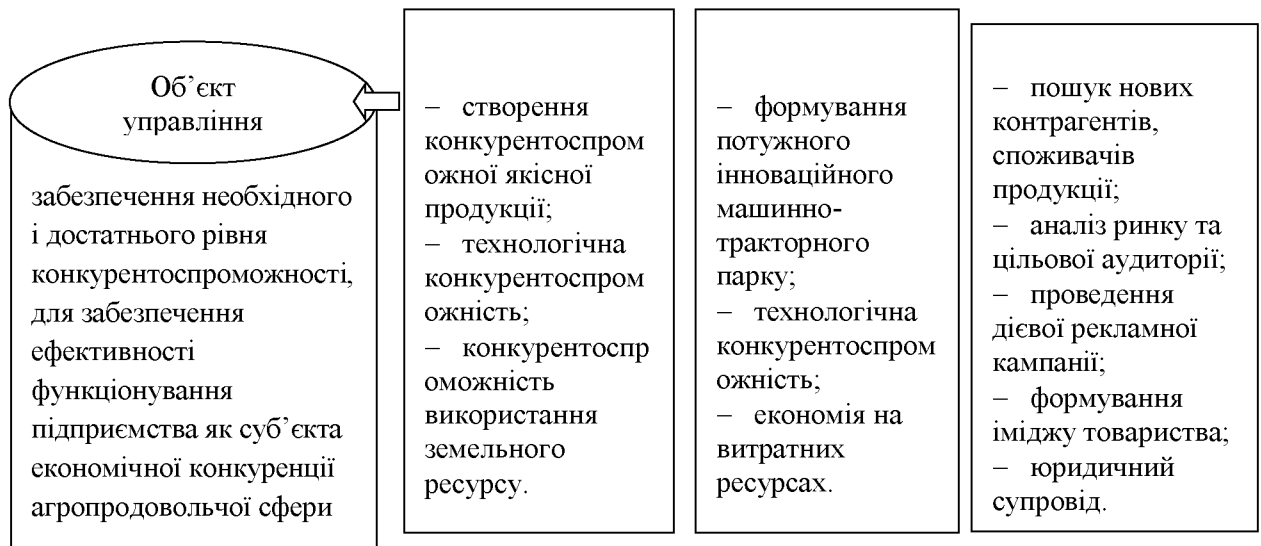 Об’єкт
управління
забезпечення необхідного
і достатнього рівня
конкурентоспроможності,
для забезпечення
ефективності
функціонування
підприємства як суб’єкта
економічної конкуренції
агропродовольчої сфери
– створення
конкурентоспром
ожної якісної
продукції;
– технологічна
конкурентоспром
ожність;
– конкурентоспр
оможність
використання
земельного
ресурсу.
– формування
потужного
інноваційного
машинно-
тракторного
парку;
– технологічна
конкурентоспром
ожність;
– економія на
витратних
ресурсах.
– пошук нових
контрагентів,
споживачів
продукції;
– аналіз ринку та
цільової аудиторії;
– проведення
дієвої рекламної
кампанії;
– формування
іміджу товариства;
– юридичний
супровід.